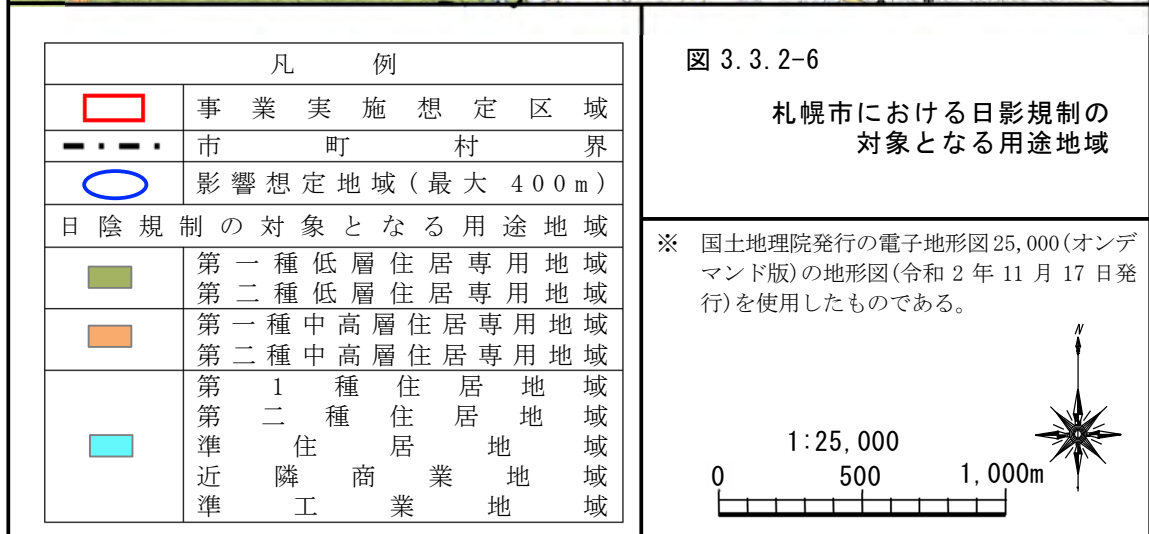 凡例
事業実施想定区域
市町村界
影響想定地域(最大 400m)
日陰規制の対象となる用途地域
第一種低層住居専用地域
第二種低層住居専用地域
第一種中高層住居専用地域
第二種中高層住居専用地域
第1種住居地域
第二種住居地域
準住居地域
近隣商業地域
準工業地域
図 3.3.2-6
札幌市における日影規制の
対象となる用途地域
※ 国土地理院発行の電子地形図25,000(オンデ
マンド版)の地形図(令和 2 年 11 月 17 日発
行)を使用したものである。
N
1:25,000
0 500 1,000m